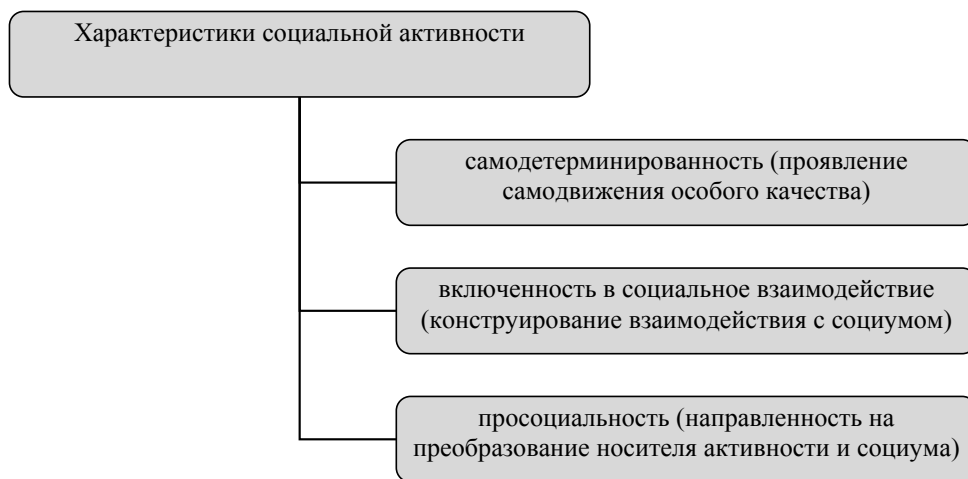 Характеристики социальной активности
самодетерминированность (проявление
самодвижения особого качества)
включенность в социальное взаимодействие
(конструирование взаимодействия с социумом)
просоциальность (направленность на
преобразование носителя активности и социума)